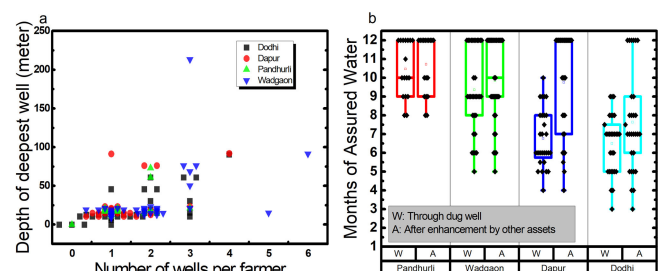 a
Depth of deepest well (meter)
250
200
150
100
50
0
Dodhi
Dapur
Pandhurli
Wadgaon
0 1 2 3 4 5 6
Number of wells per farmer
b
Months of Assured Water
12
11
10
9
8
7
6
5
4
3
2
1
W: Through dug well
A: After enhancement by other assets
W A W A W A W A
Pandhurli Wadgaon Dapur Dodhi